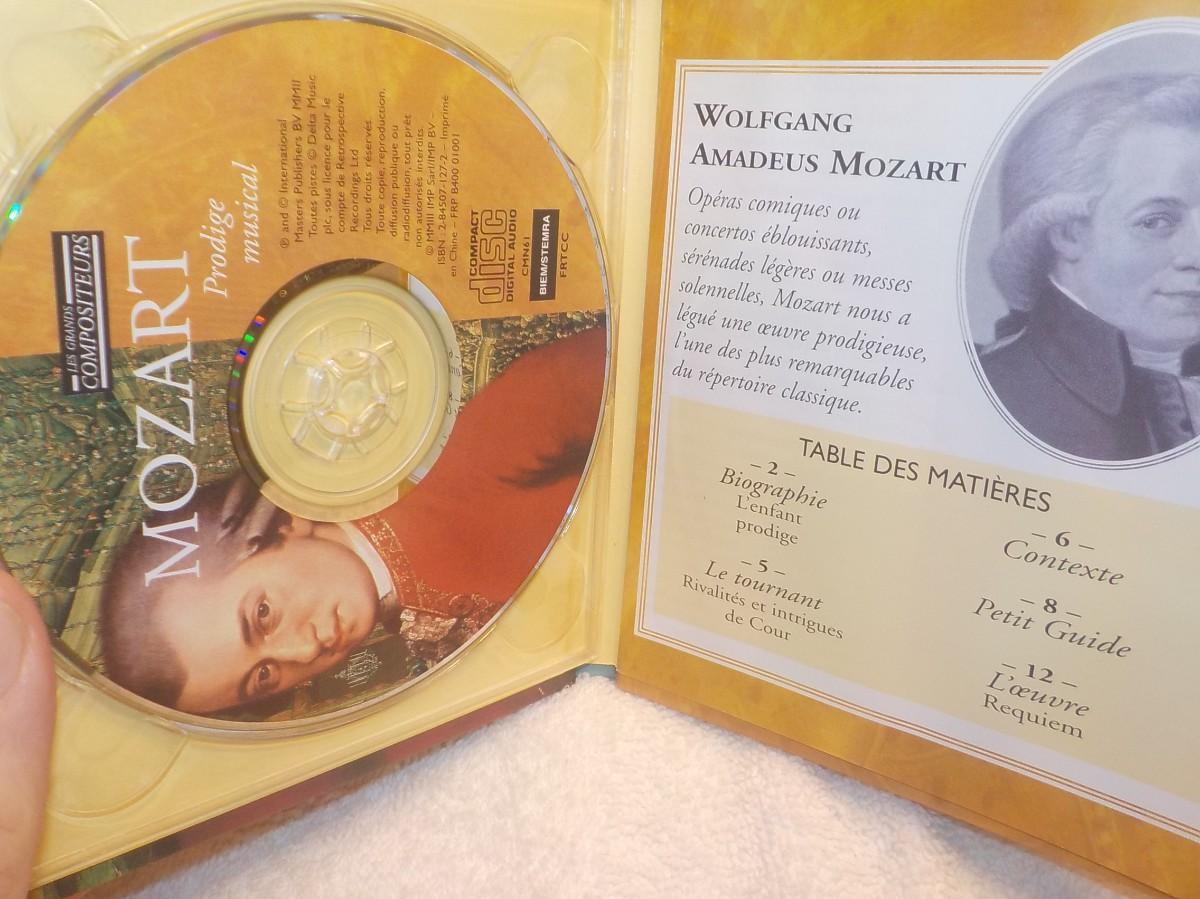 LES GRANDS
COMPOSITEURS
MOZART
Prodige
musical
℗ and © International
Masters Publishers BV MMII
Toutes pistes © Delta Music
plc, sous licence pour le
compte de Retrospective
Recordings Ltd
Tous droits réservés.
Toute copie, reproduction,
diffusion publique ou
radiodiffusion, tout prêt
non autorisés interdits.
© MMIII IMP Sarl/IMP BV –
ISBN : 2-84507-127-2 – Imprimé
en Chine – FRP B400 01001
COMPACT
disc
DIGITAL AUDIO
CMN61
BIEM/STEMRA
FRTCC
WOLFGANG
AMADEUS MOZART
Opéras comiques ou
concertos éblouissants,
sérénades légères ou messes
solennelles, Mozart nous a
légué une œuvre prodigieuse,
l'une des plus remarquables
du répertoire classique.
TABLE DES MATIÈRES
– 2 –
Biographie
L'enfant
prodige
– 5 –
Le tournant
Rivalités et intrigues
de Cour
– 6 –
Contexte
– 8 –
Petit Guide
– 12 –
L'œuvre
Requiem